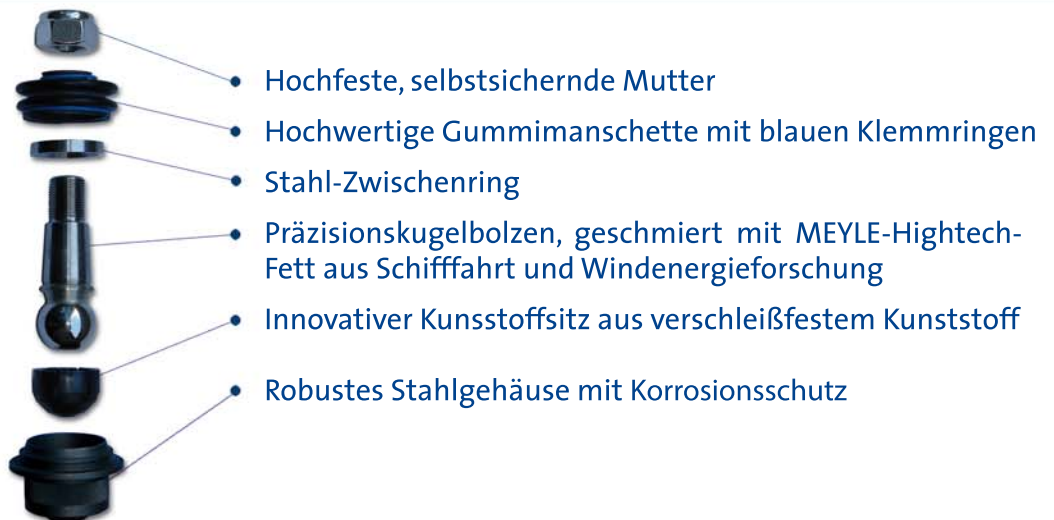 Hochfeste, selbstsichernde Mutter
Hochwertige Gummimanschette mit blauen Klemmringen
Stahl-Zwischenring
Präzisionskugelbolzen, geschmiert mit MEYLE-Hightech-
Fett aus Schifffahrt und Windenergieforschung
Innovativer Kunsstoffsitz aus verschleißfestem Kunststoff
Robustes Stahlgehäuse mit Korrosionsschutz